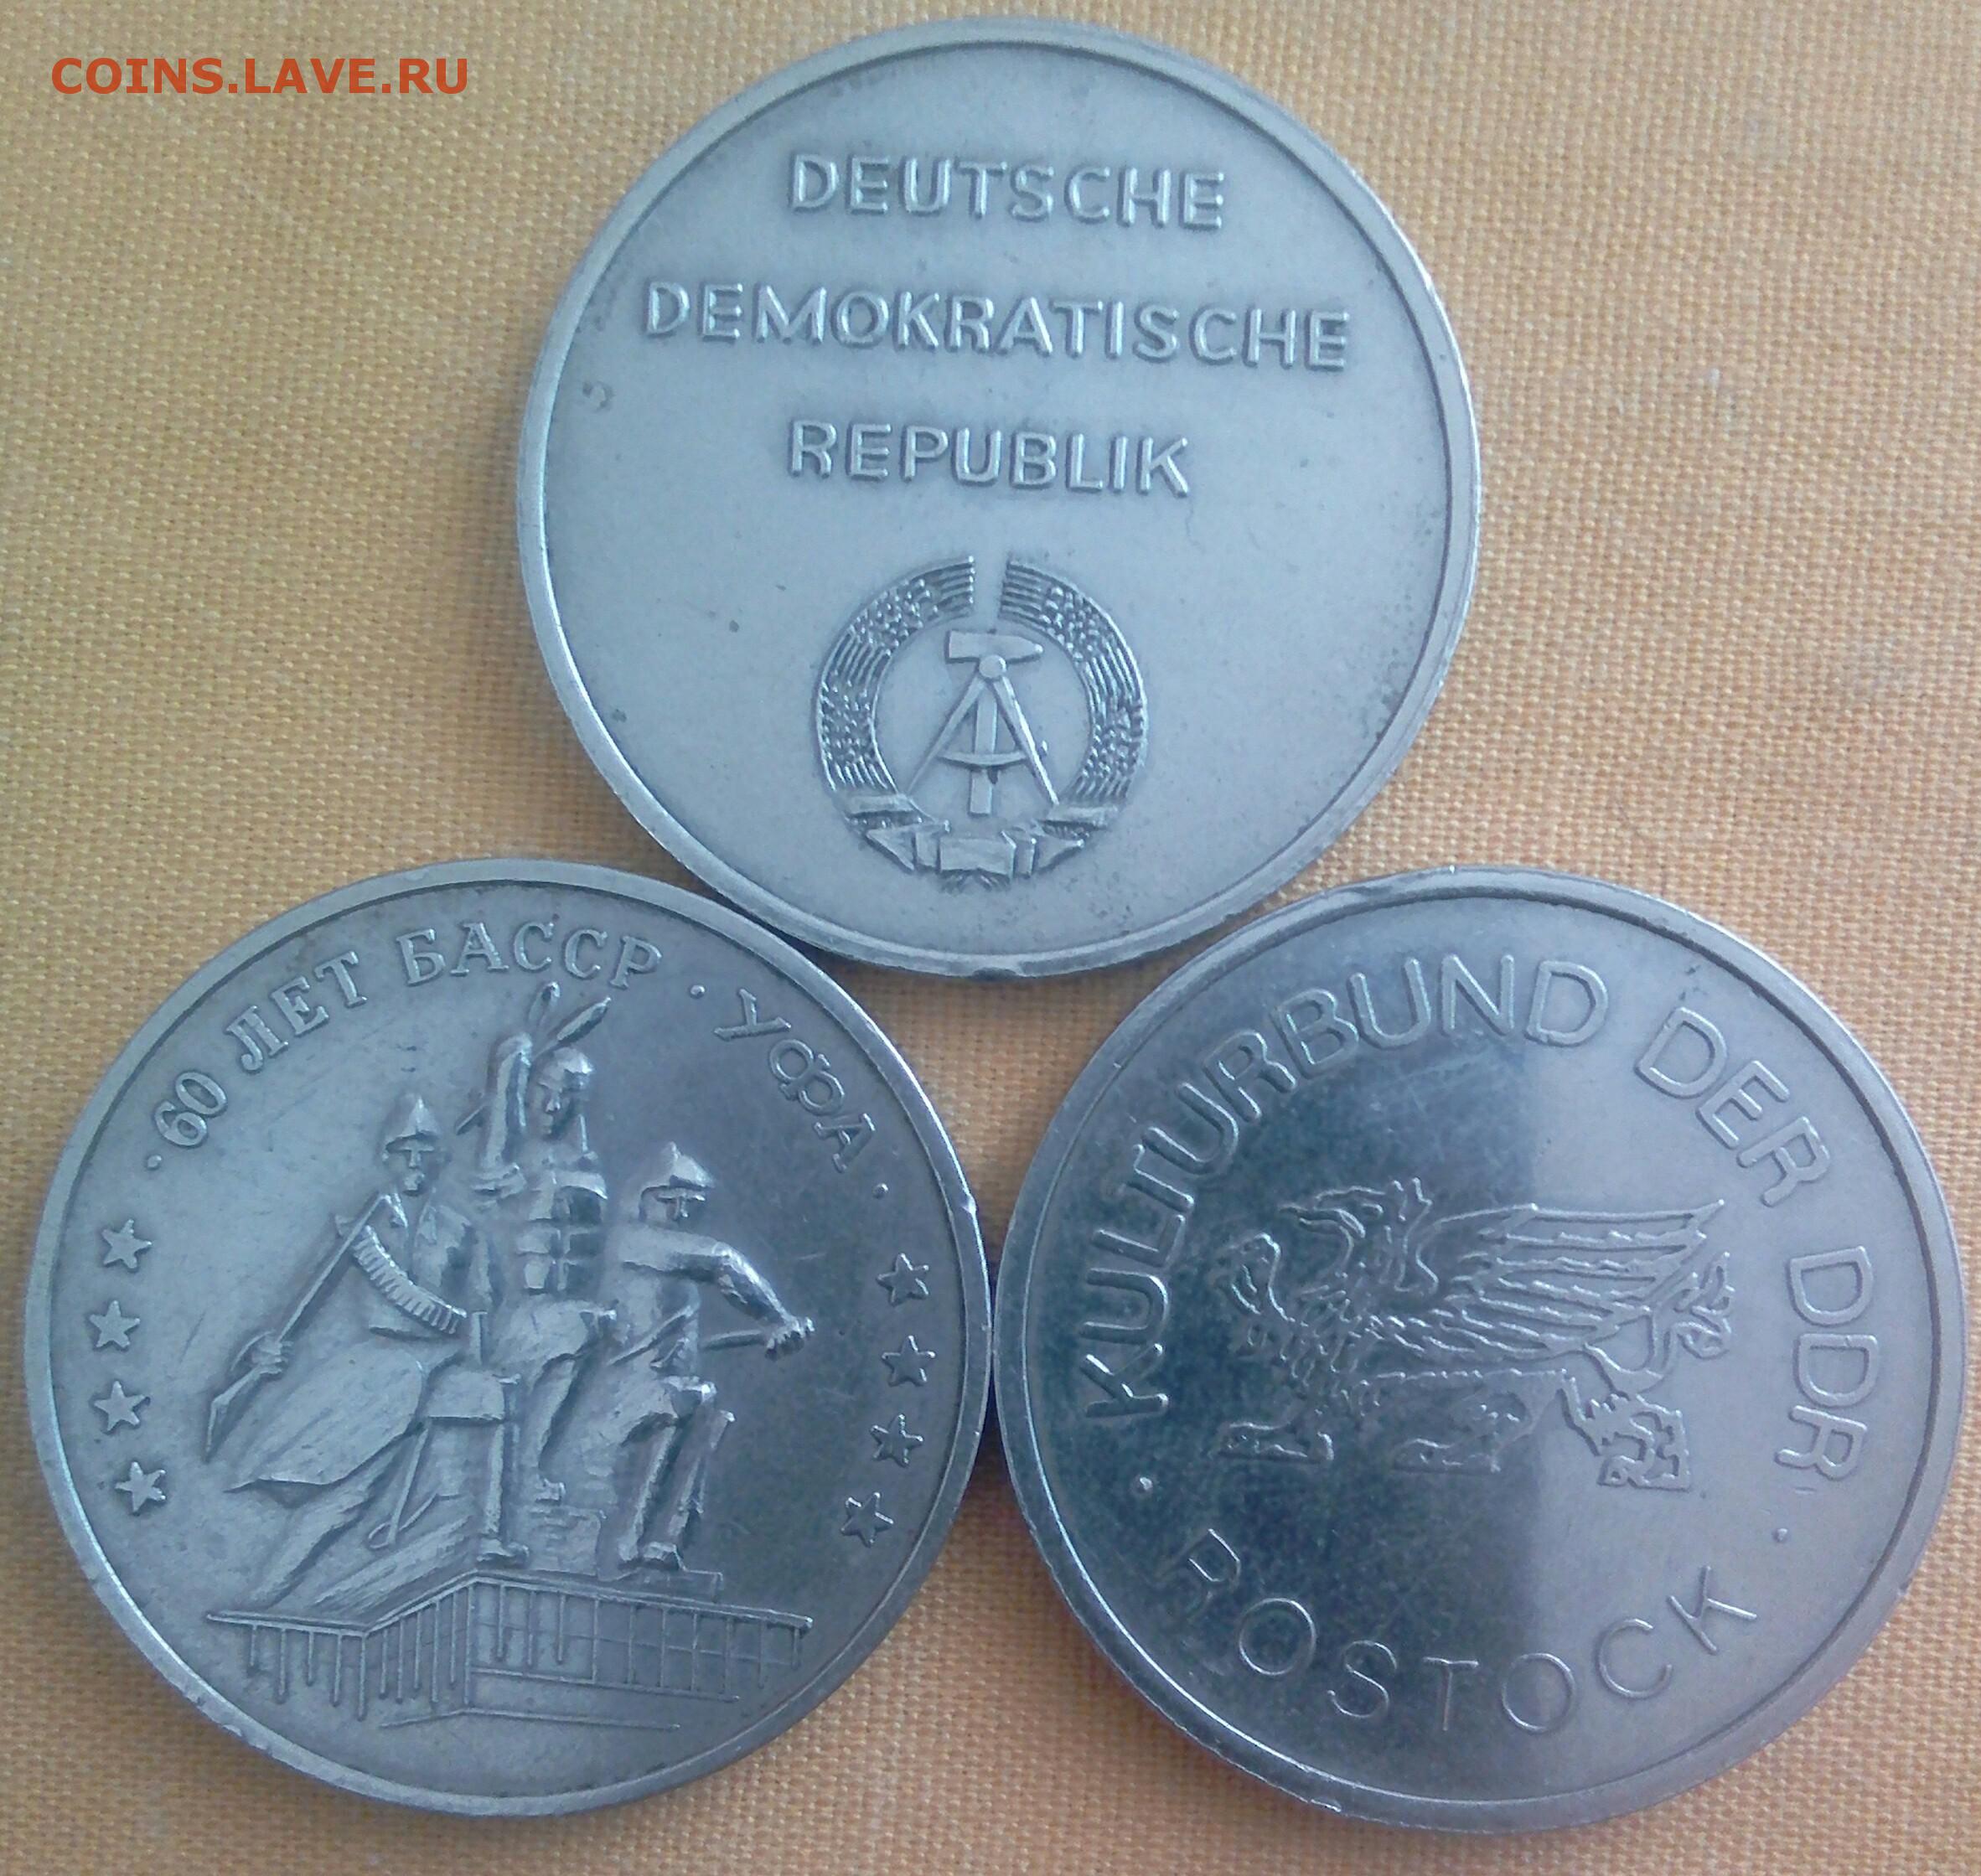 COINS.LAVE.RU
DEUTSCHE
DEMOKRATISCHE
REPUBLIK
· 60 ЛЕТ БАССР · УФА ·
· KULTURBUND DER DDR ·
ROSTOCK